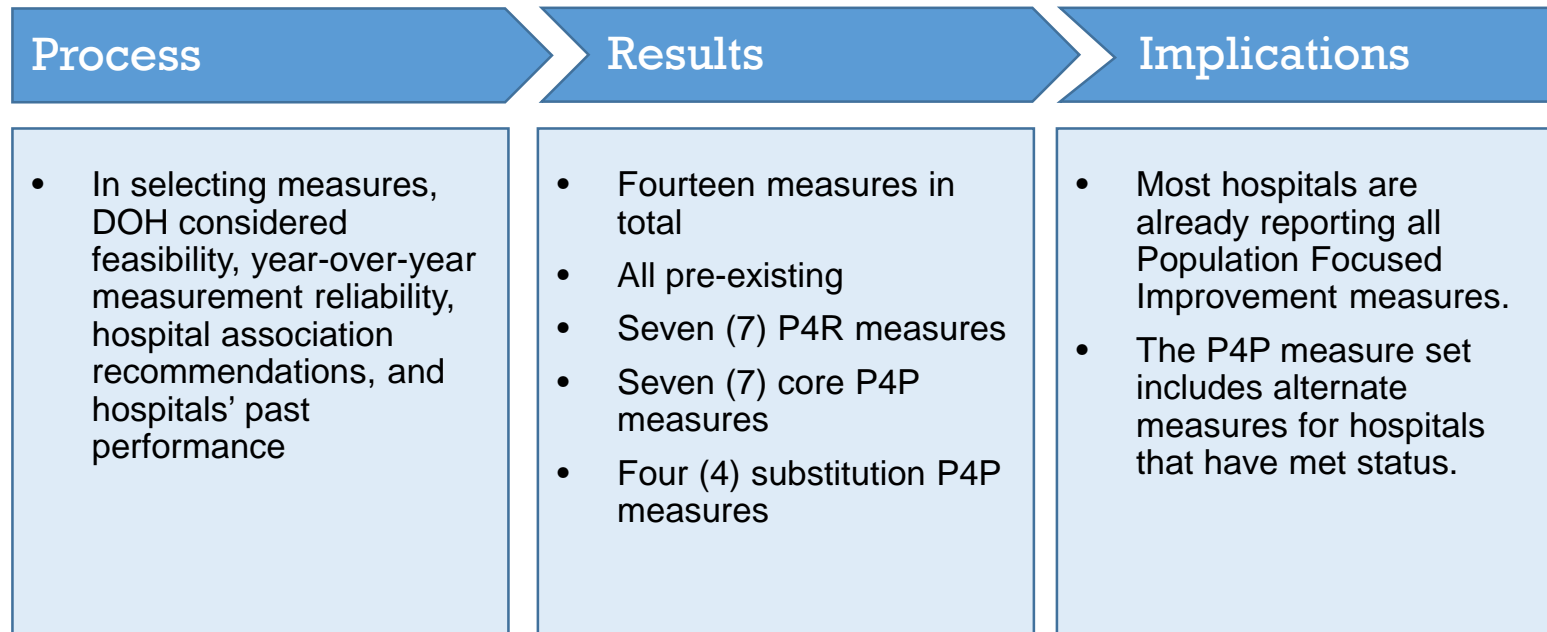 Process
Results
Implications
• In selecting measures,
DOH considered
feasibility, year-over-year
measurement reliability,
hospital association
recommendations, and
hospitals’ past
performance
• Fourteen measures in
total
• All pre-existing
• Seven (7) P4R measures
• Seven (7) core P4P
measures
• Four (4) substitution P4P
measures
• Most hospitals are
already reporting all
Population Focused
Improvement measures.
• The P4P measure set
includes alternate
measures for hospitals
that have met status.